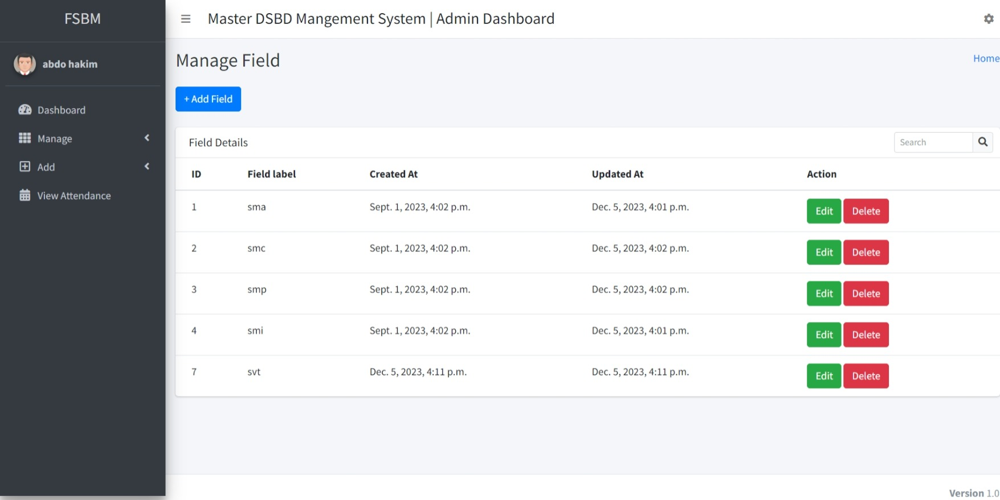 FSBM
Master DSBD Mangement System | Admin Dashboard
abdo hakim
Dashboard
Manage
Add
View Attendance
Manage Field
Home
+ Add Field
Field Details
Search
ID Field label Created At Updated At Action
1 sma Sept. 1, 2023, 4:02 p.m. Dec. 5, 2023, 4:01 p.m. Edit Delete
2 smc Sept. 1, 2023, 4:02 p.m. Dec. 5, 2023, 4:02 p.m. Edit Delete
3 smp Sept. 1, 2023, 4:02 p.m. Dec. 5, 2023, 4:02 p.m. Edit Delete
4 smi Sept. 1, 2023, 4:02 p.m. Dec. 5, 2023, 4:01 p.m. Edit Delete
7 svt Dec. 5, 2023, 4:11 p.m. Dec. 5, 2023, 4:11 p.m. Edit Delete
Version 1.0